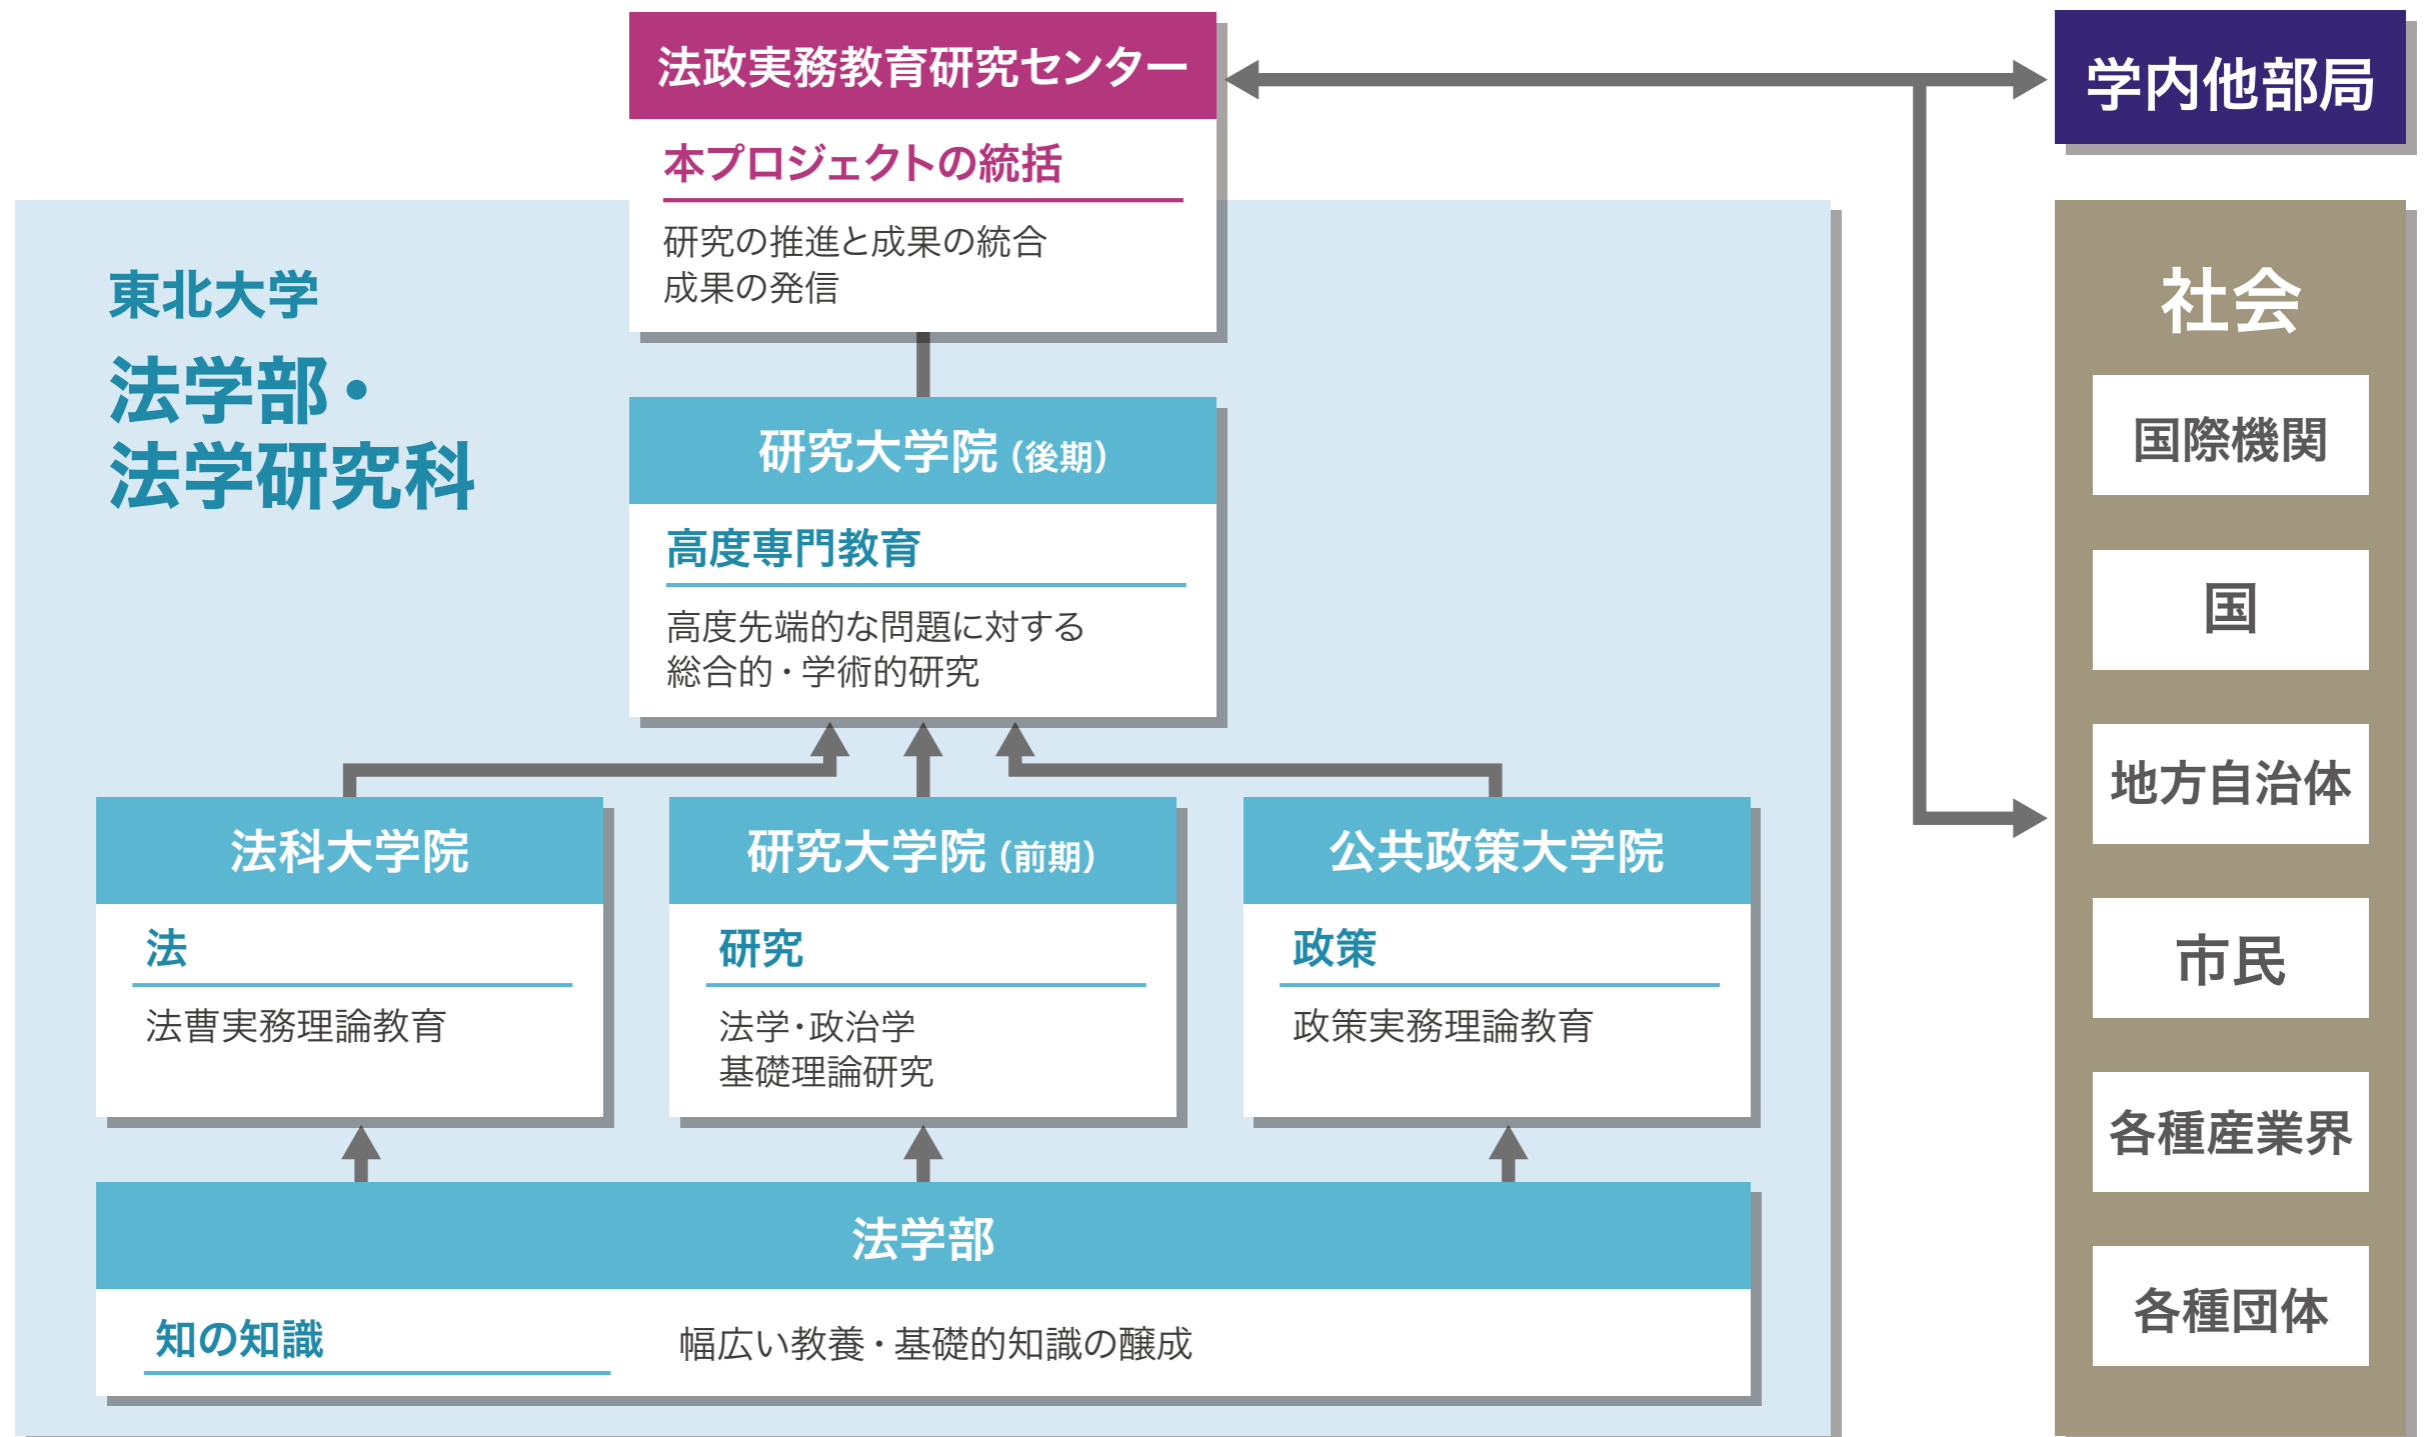 法政実務教育研究センター
本プロジェクトの統括
研究の推進と成果の統合
成果の発信
学内他部局
東北大学
法学部・
法学研究科
研究大学院（後期）
高度専門教育
高度先端的な問題に対する
総合的・学術的研究
法科大学院
法
法曹実務理論教育
研究大学院（前期）
研究
法学・政治学
基礎理論研究
公共政策大学院
政策
政策実務理論教育
法学部
知の知識
幅広い教養・基礎的知識の醸成
社会
国際機関
国
地方自治体
市民
各種産業界
各種団体